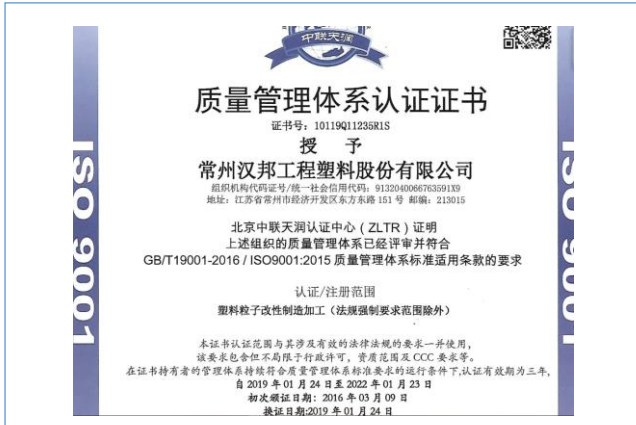 中联天润
质量管理体系认证证书
证书号：10119Q11235R1S
授 予
常州汉邦工程塑料股份有限公司
组织机构代码证号/统一社会信用代码：9132040066763591X9
地址：江苏省常州市经济开发区东方东路 151 号 邮编：213015
北京中联天润认证中心（ZLTR）证明
上述组织的质量管理体系已经评审并符合
GB/T19001-2016 / ISO9001:2015 质量管理体系标准适用条款的要求
认证/注册范围
塑料粒子改性制造加工（法规强制要求范围除外）
本证书认证范围与其涉及有效的法律法规的要求一并使用，
该要求包含但不局限于行政许可，资质范围及 CCC 要求等。
在证书持有者的管理体系持续符合质量管理体系标准要求的运行条件下,认证有效期为三年,
自 2019 年 01 月 24 日至 2022 年 01 月 23 日
初次颁证日期：2016 年 03 月 09 日
换证日期:2019 年 01 月 24 日
ISO 9001
ISO 9001